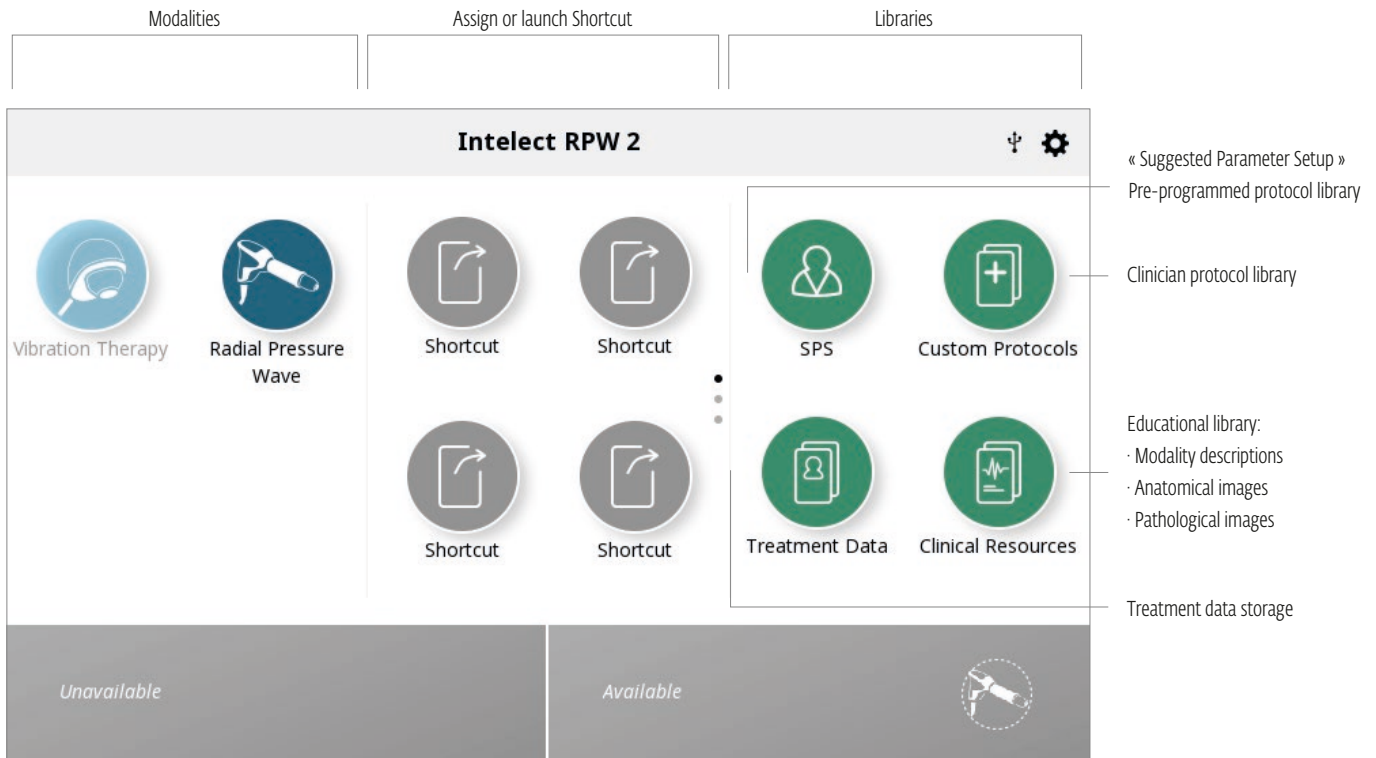 Modalities
Assign or launch Shortcut
Libraries
Intelect RPW 2
« Suggested Parameter Setup »
Pre-programmed protocol library
Vibration Therapy
Radial Pressure
Wave
Shortcut
Shortcut
SPS
Custom Protocols
Clinician protocol library
Shortcut
Shortcut
Treatment Data
Clinical Resources
Educational library:
· Modality descriptions
· Anatomical images
· Pathological images
Treatment data storage
Unavailable
Available